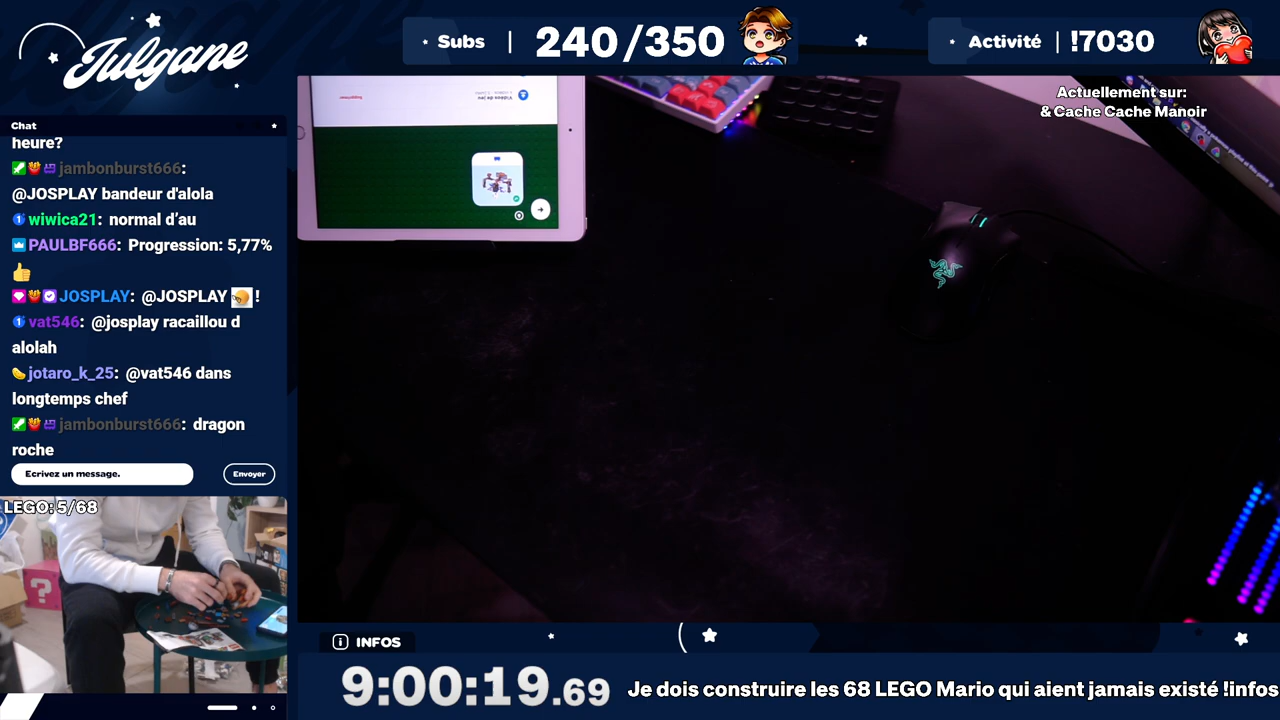 Julgane
Subs | 240/350
Activité | !7030
Actuellement sur:
& Cache Cache Manoir
Chat
heure?
jambonburst666:
@JOSPLAY bandeur d'alola
1 wiwica21: normal d'au
PAULBF666: Progression: 5,77%
👍
JOSPLAY: @JOSPLAY !
1 vat546: @josplay racaillou d
alolah
jotaro_k_25: @vat546 dans
longtemps chef
jambonburst666: dragon
roche
Ecrivez un message.
Envoyer
LEGO: 5/68
?
i INFOS
9:00:19.69
Je dois construire les 68 LEGO Mario qui aient jamais existé !infos